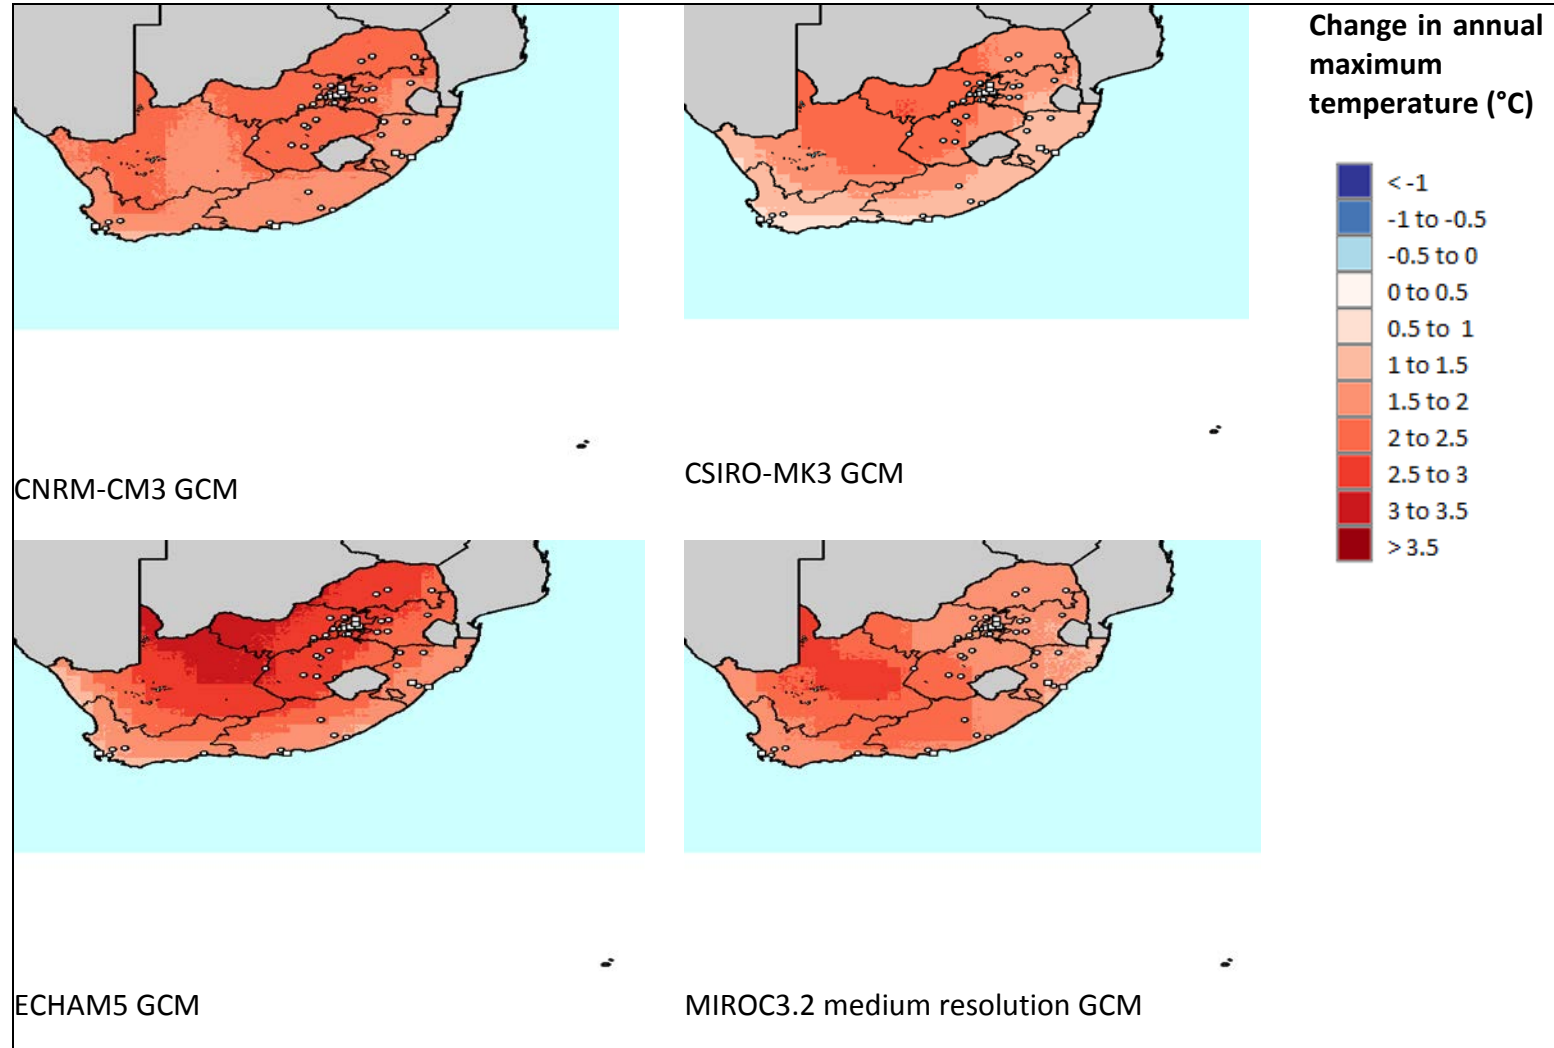 Change in annual
maximum
temperature (°C)
< -1
-1 to -0.5
-0.5 to 0
0 to 0.5
0.5 to 1
1 to 1.5
1.5 to 2
2 to 2.5
2.5 to 3
3 to 3.5
> 3.5
CNRM-CM3 GCM
CSIRO-MK3 GCM
ECHAM5 GCM
MIROC3.2 medium resolution GCM